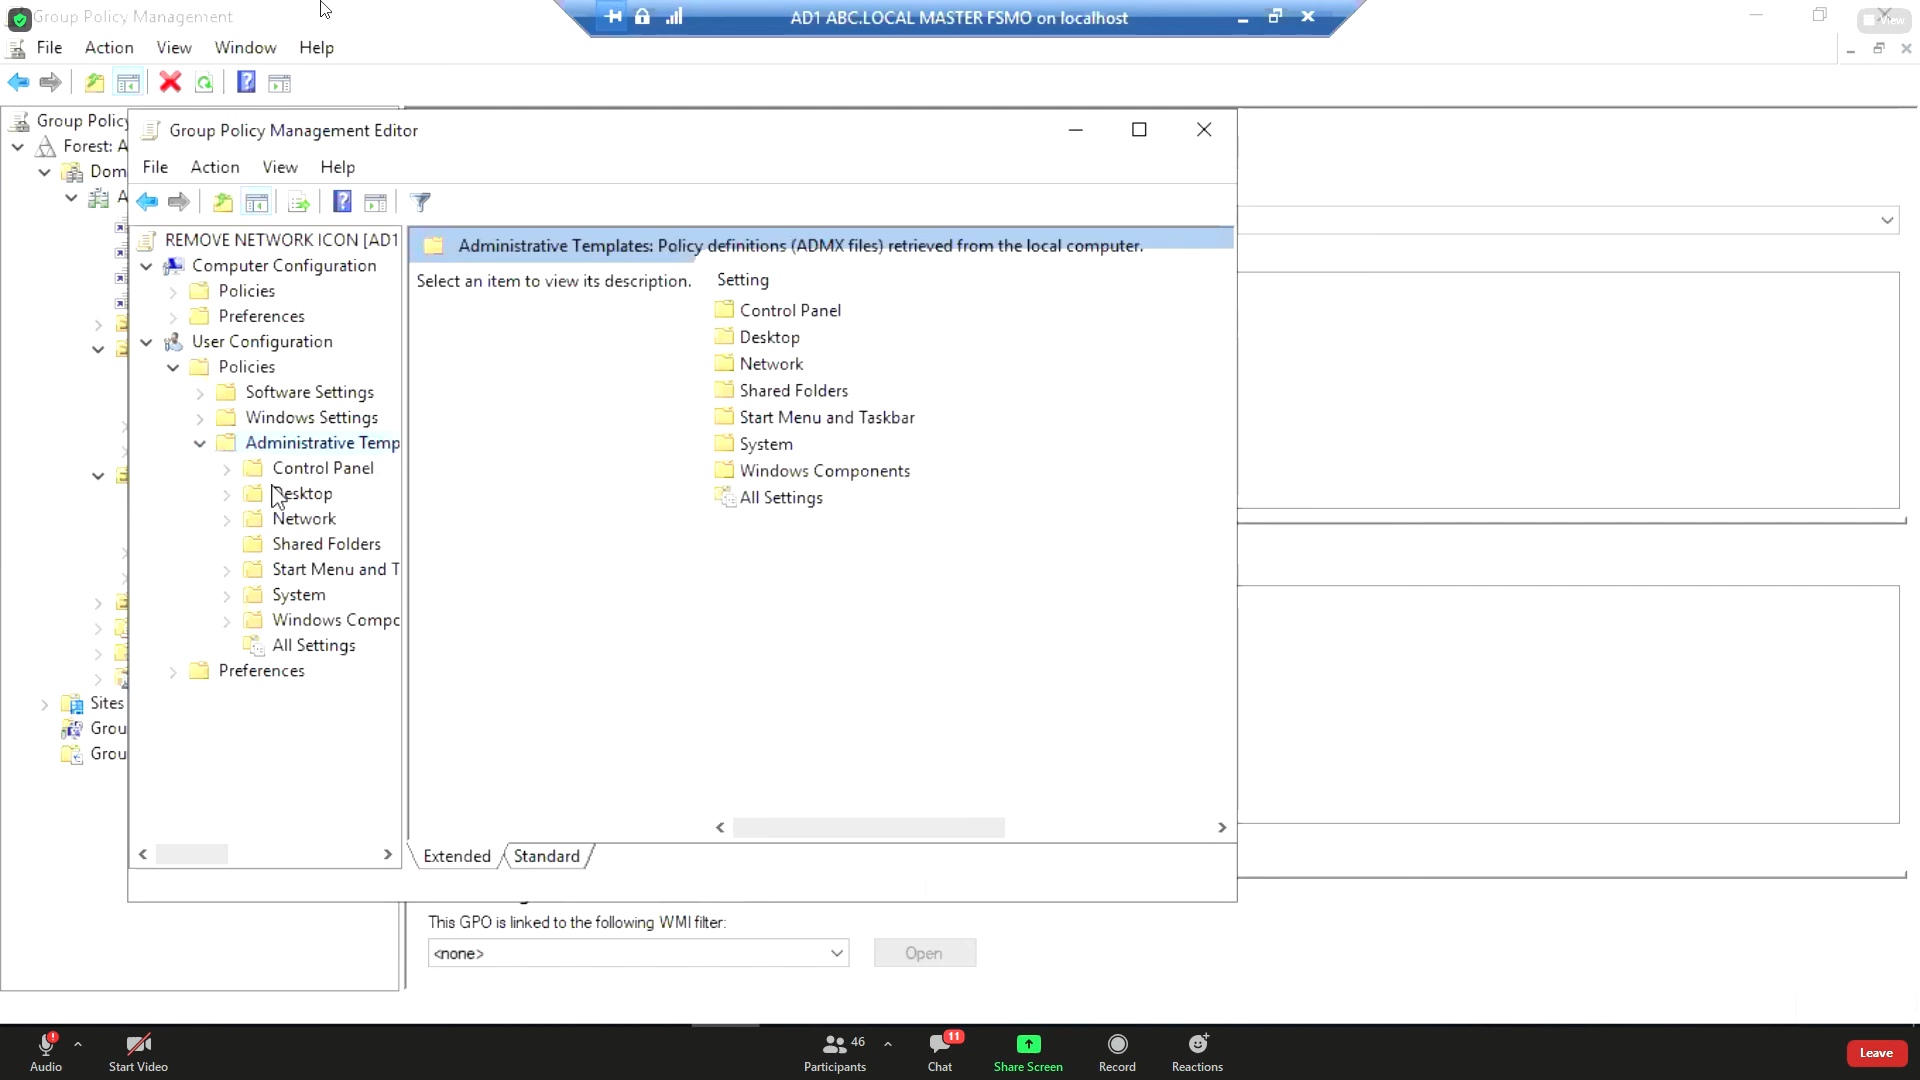 Group Policy Management
AD1 ABC.LOCAL MASTER FSMO on localhost
View
File Action View Window Help
Group Policy
Forest: A
Dom
A
Sites
Grou
Grou
Group Policy Management Editor
File Action View Help
REMOVE NETWORK ICON [AD1
Computer Configuration
Policies
Preferences
User Configuration
Policies
Software Settings
Windows Settings
Administrative Temp
Control Panel
Desktop
Network
Shared Folders
Start Menu and T
System
Windows Compo
All Settings
Preferences
Administrative Templates: Policy definitions (ADMX files) retrieved from the local computer.
Select an item to view its description.
Setting
Control Panel
Desktop
Network
Shared Folders
Start Menu and Taskbar
System
Windows Components
All Settings
Extended Standard
This GPO is linked to the following WMI filter:
<none> Open
Audio
Start Video
46
Participants
11
Chat
Share Screen
Record
Reactions
Leave